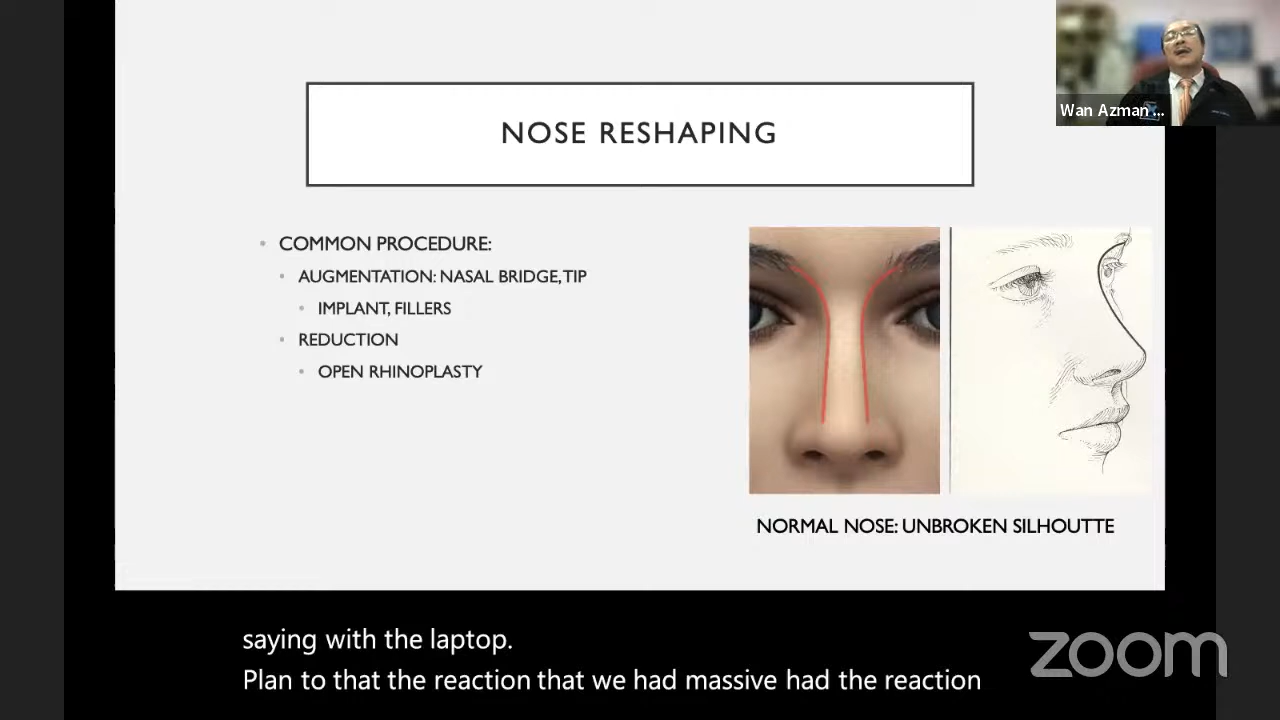 NOSE RESHAPING
COMMON PROCEDURE:
AUGMENTATION: NASAL BRIDGE, TIP
IMPLANT, FILLERS
REDUCTION
OPEN RHINOPLASTY
NORMAL NOSE: UNBROKEN SILHOUTTE
Wan Azman ...
saying with the laptop.
Plan to that the reaction that we had massive had the reaction
zoom